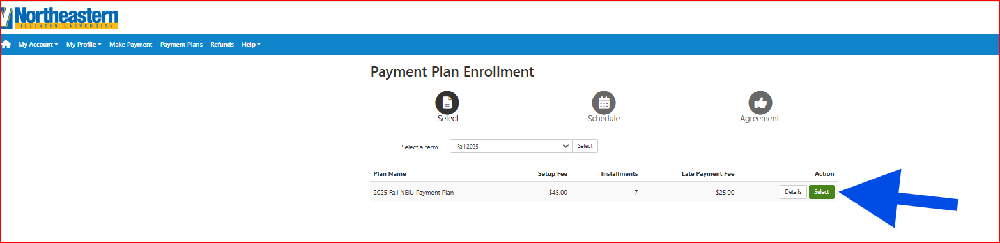 Northeastern
ILLINOIS UNIVERSITY
My Account My Profile Make Payment Payment Plans Refunds Help
Payment Plan Enrollment
Select Schedule Agreement
Select a term Fall 2025 Select
Plan Name Setup Fee Installments Late Payment Fee Action
2025 Fall NEIU Payment Plan $45.00 7 $25.00 Details Select